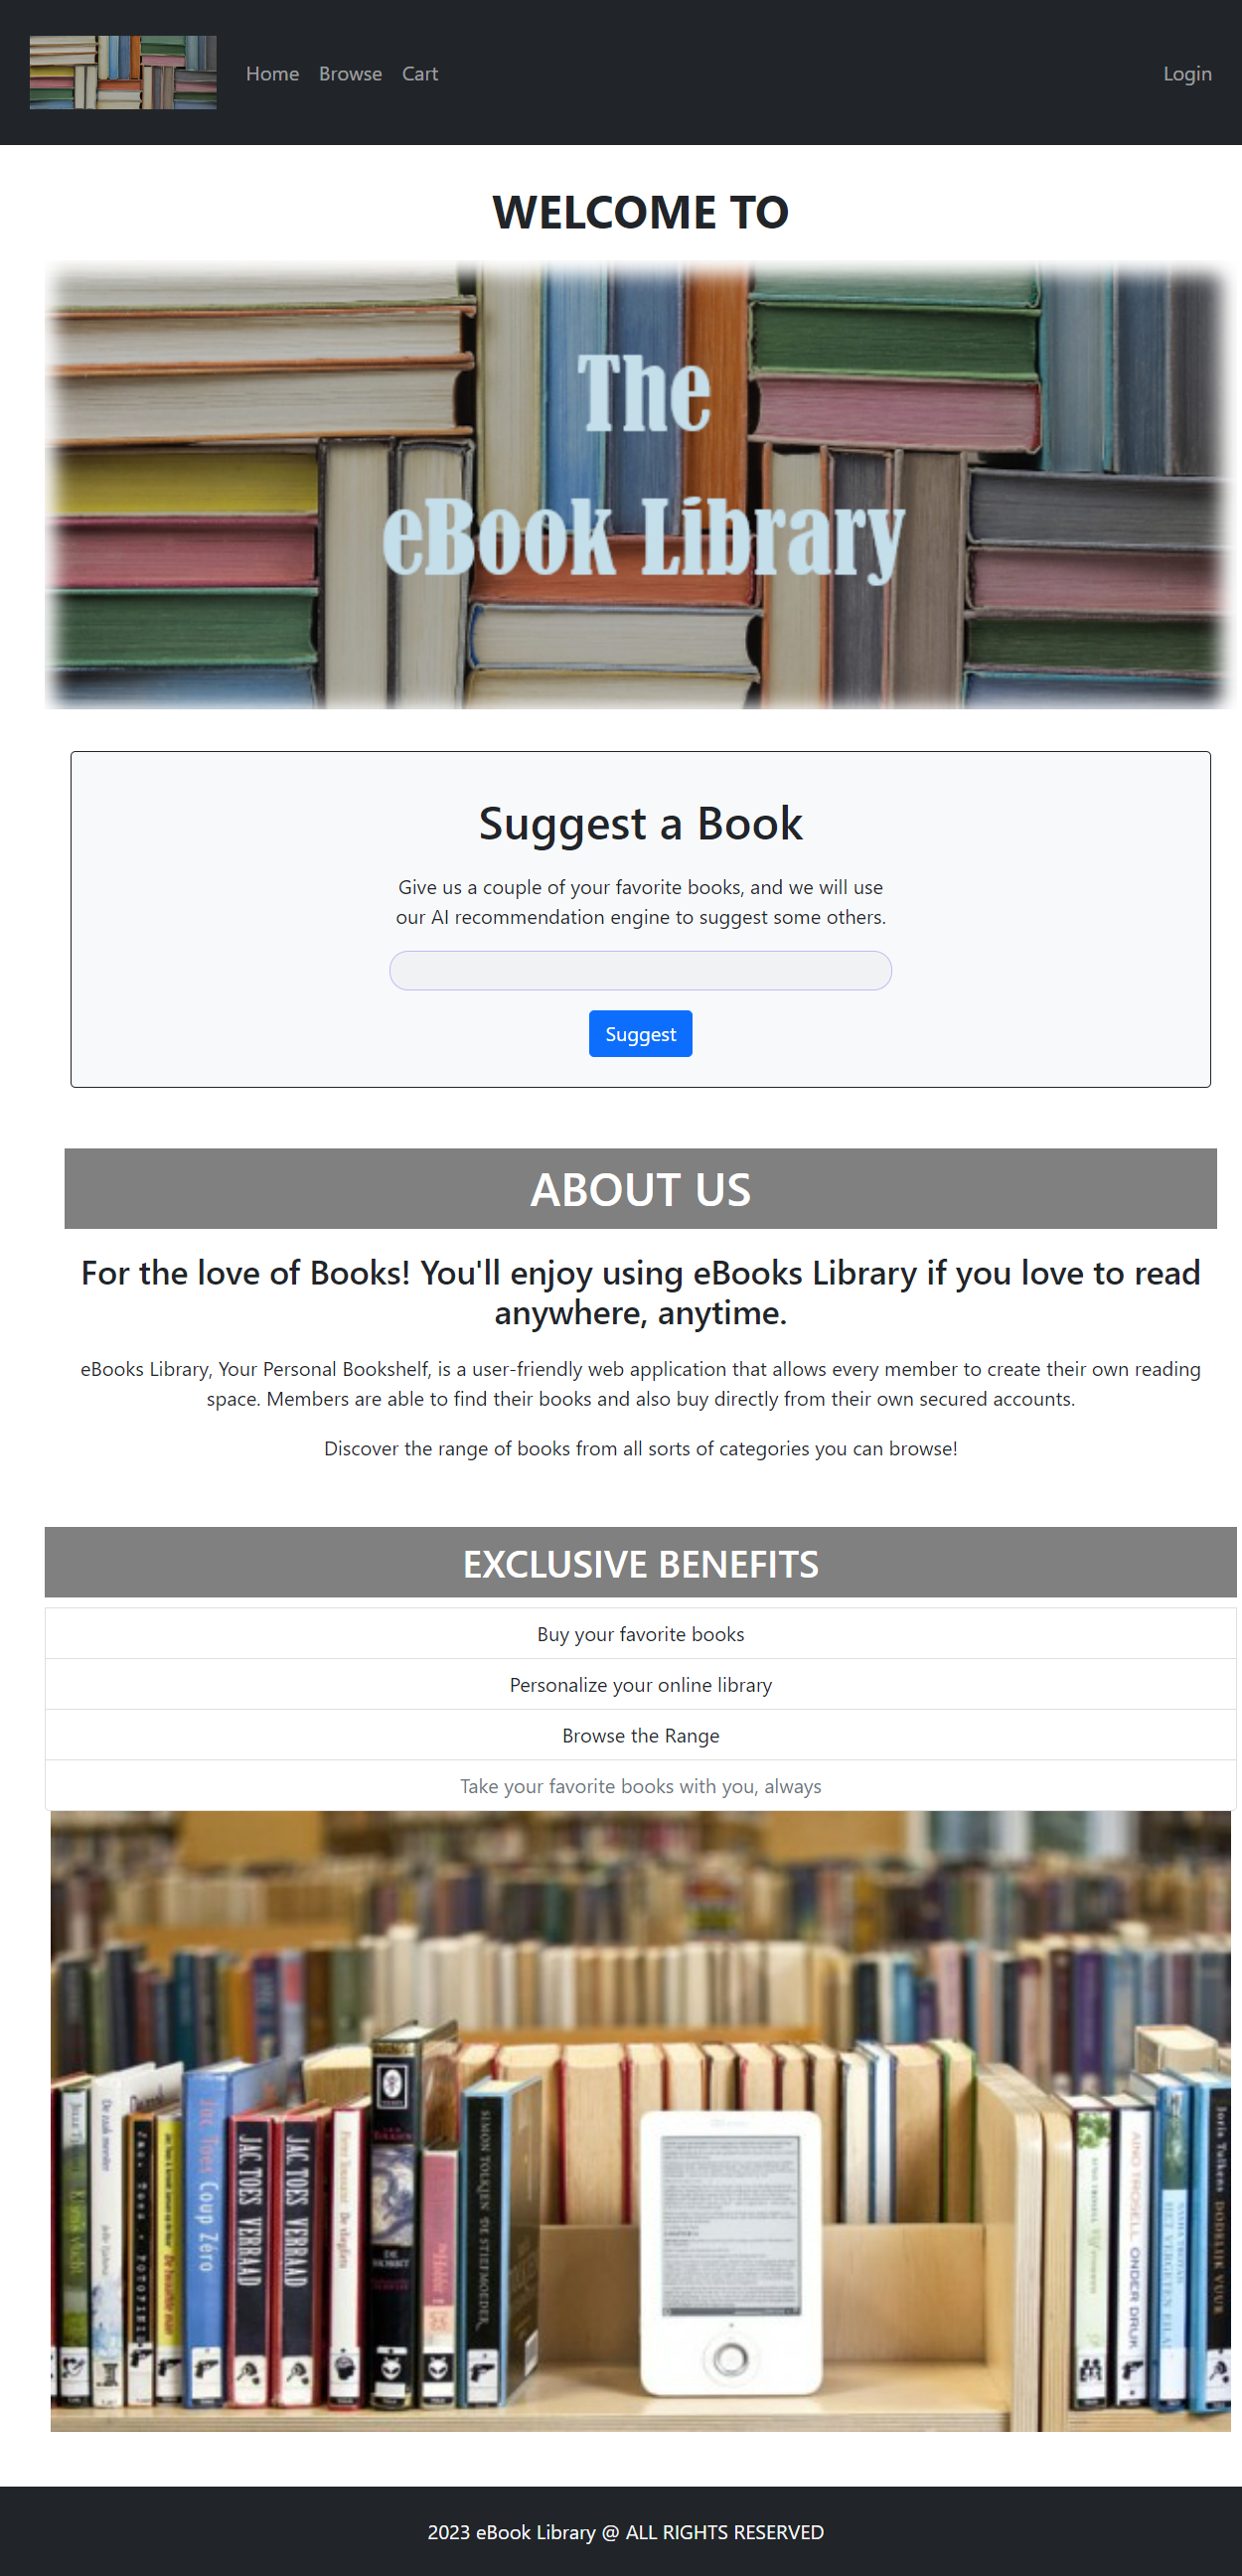 Home Browse Cart Login
WELCOME TO
The
eBook Library
Suggest a Book
Give us a couple of your favorite books, and we will use
our AI recommendation engine to suggest some others.
Suggest
ABOUT US
For the love of Books! You'll enjoy using eBooks Library if you love to read
anywhere, anytime.
eBooks Library, Your Personal Bookshelf, is a user-friendly web application that allows every member to create their own reading
space. Members are able to find their books and also buy directly from their own secured accounts.
Discover the range of books from all sorts of categories you can browse!
EXCLUSIVE BENEFITS
Buy your favorite books
Personalize your online library
Browse the Range
Take your favorite books with you, always
Jac. Toes Coup Zéro
JAC. TOES VERRAAD
JAC. TOES VERRAAD
SIMON TOLKIEN DE STIEFMOEDER
ONDER DRUK
2023 eBook Library @ ALL RIGHTS RESERVED